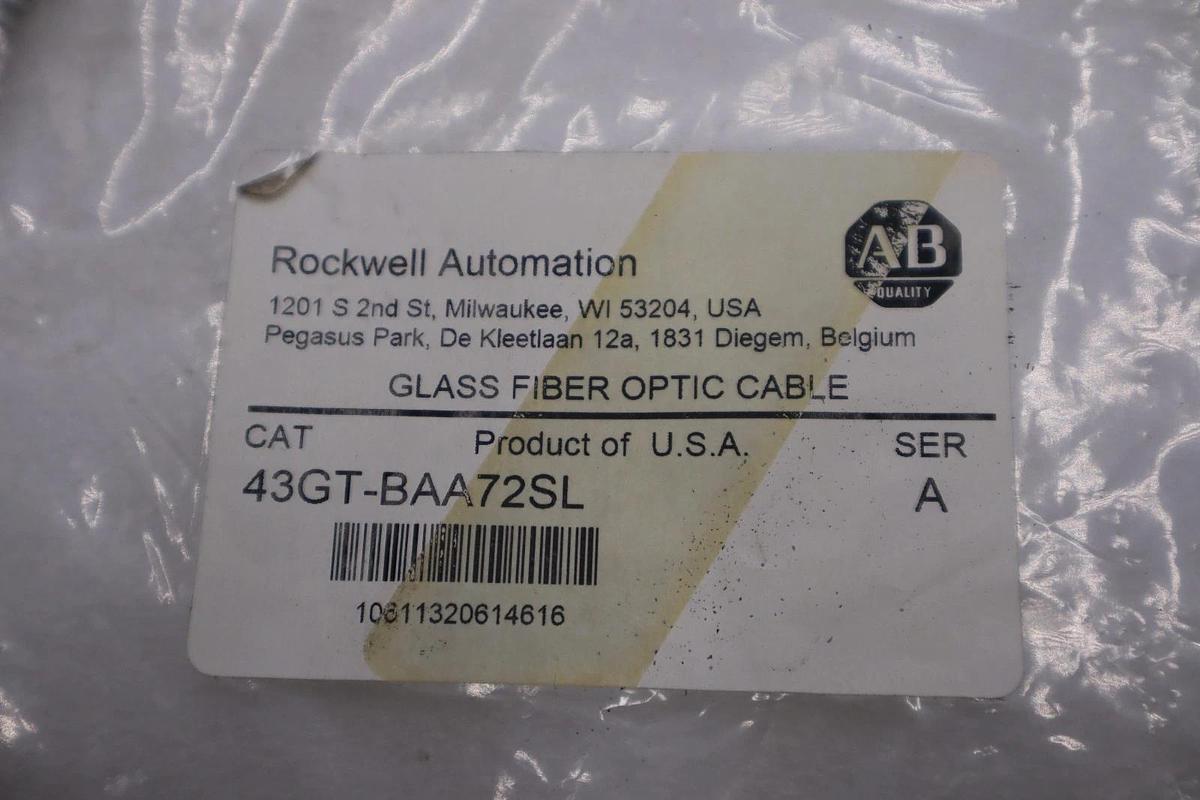 Rockwell Automation
AB
QUALITY
1201 S 2nd St, Milwaukee, WI 53204, USA
Pegasus Park, De Kleetlaan 12a, 1831 Diegem, Belgium
GLASS FIBER OPTIC CABLE
CAT Product of U.S.A. SER
43GT-BAA72SL A
10611320614616